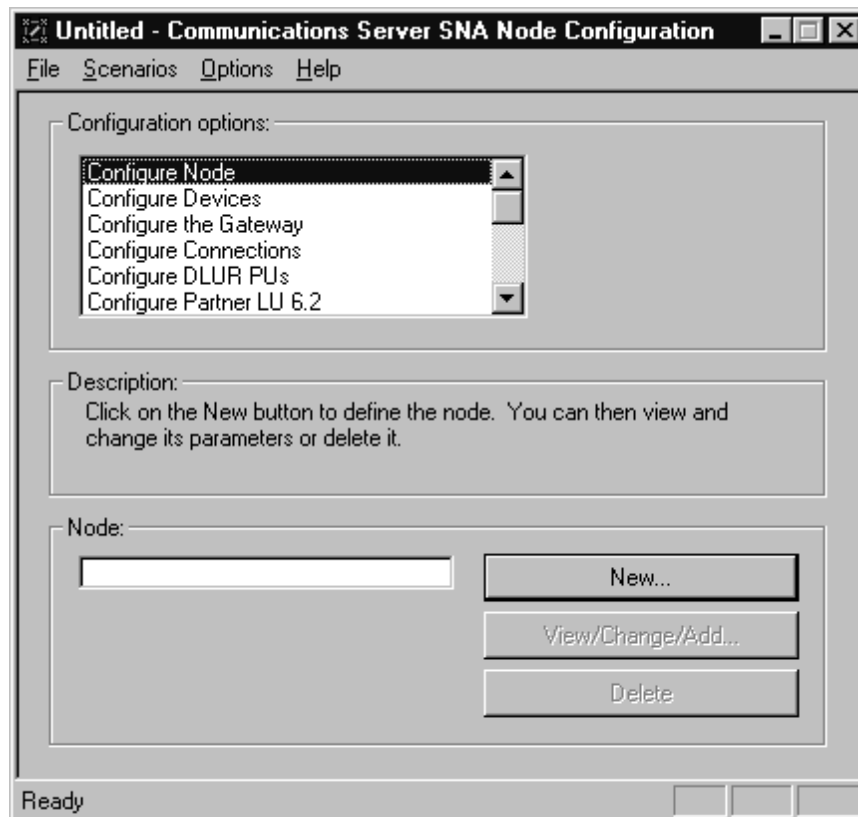 Untitled - Communications Server SNA Node Configuration
File Scenarios Options Help
Configuration options:
Configure Node
Configure Devices
Configure the Gateway
Configure Connections
Configure DLUR PUs
Configure Partner LU 6.2
Description:
Click on the New button to define the node. You can then view and
change its parameters or delete it.
Node:
New...
View/Change/Add...
Delete
Ready